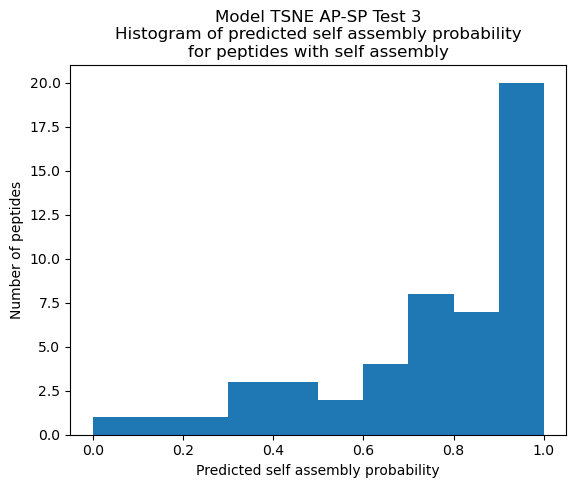 Model TSNE AP-SP Test 3
Histogram of predicted self assembly probability
for peptides with self assembly
20.0
17.5
15.0
12.5
10.0
7.5
5.0
2.5
0.0
Number of peptides
0.0 0.2 0.4 0.6 0.8 1.0
Predicted self assembly probability